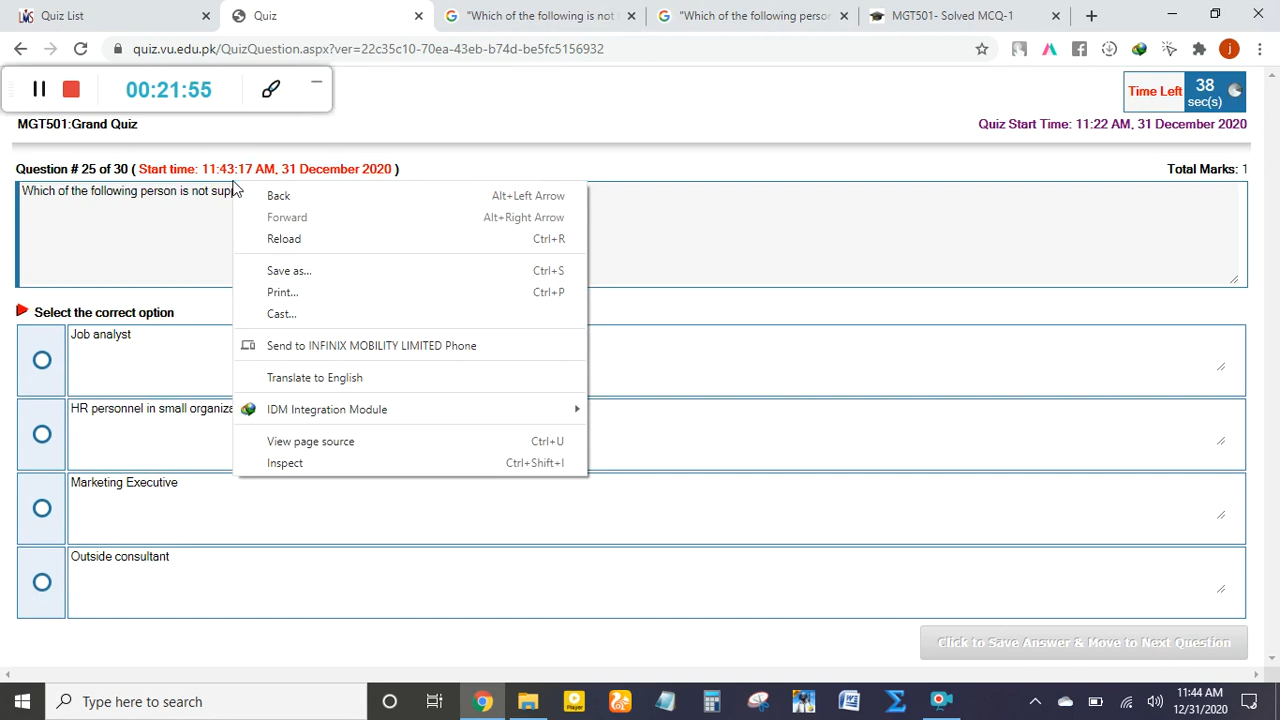 Quiz List
Quiz
"Which of the following is not
"Which of the following person
MGT501- Solved MCQ-1
quiz.vu.edu.pk/QuizQuestion.aspx?ver=22c35c10-70ea-43eb-b74d-be5fc5156932
j
00:21:55
Time Left 38 sec(s)
MGT501:Grand Quiz
Quiz Start Time: 11:22 AM, 31 December 2020
Question # 25 of 30 ( Start time: 11:43:17 AM, 31 December 2020 )
Total Marks: 1
Which of the following person is not supp
Back Alt+Left Arrow
Forward Alt+Right Arrow
Reload Ctrl+R
Save as... Ctrl+S
Print... Ctrl+P
Cast...
Send to INFINIX MOBILITY LIMITED Phone
Translate to English
IDM Integration Module
View page source Ctrl+U
Inspect Ctrl+Shift+I
Select the correct option
Job analyst
HR personnel in small organiza
Marketing Executive
Outside consultant
Click to Save Answer & Move to Next Question
Type here to search
Player
11:44 AM
12/31/2020